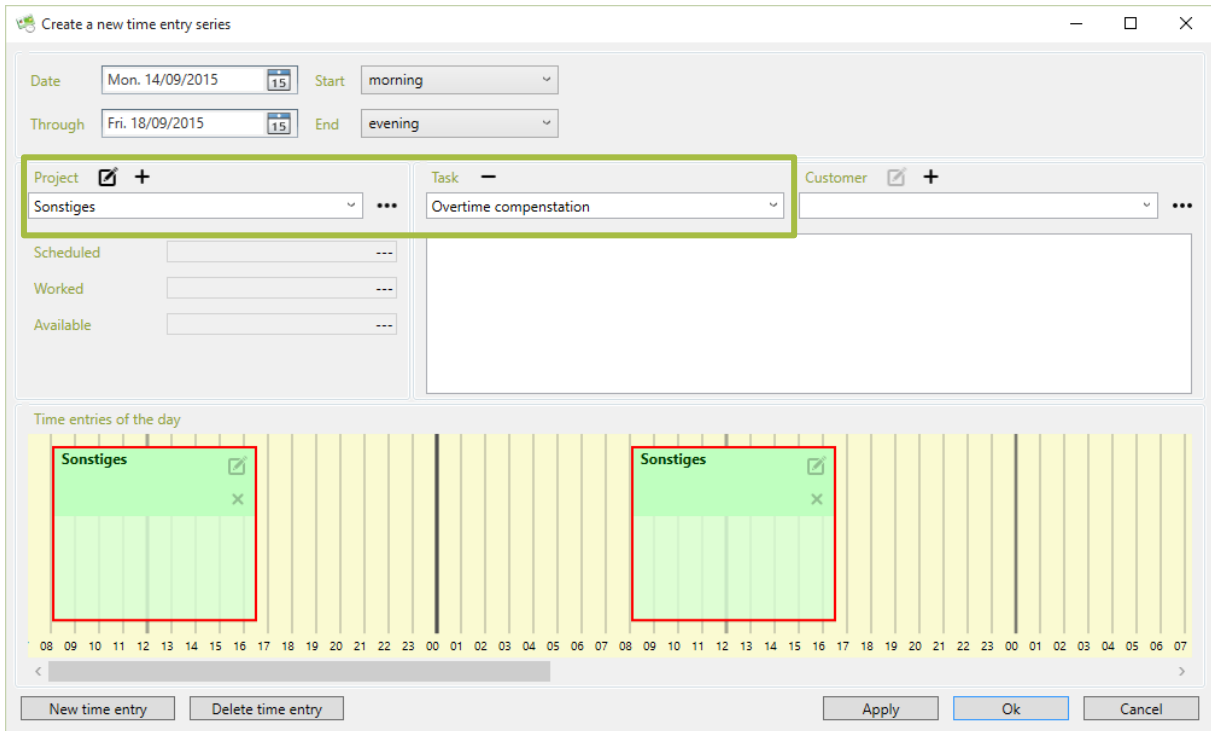 Create a new time entry series
Date Mon. 14/09/2015 15 Start morning
Through Fri. 18/09/2015 15 End evening
Project Task Customer
Sonstiges Overtime compenstation
Scheduled ---
Worked ---
Available ---
Time entries of the day
Sonstiges Sonstiges
08 09 10 11 12 13 14 15 16 17 18 19 20 21 22 23 00 01 02 03 04 05 06 07 08 09 10 11 12 13 14 15 16 17 18 19 20 21 22 23 00 01 02 03 04 05 06 07
New time entry Delete time entry Apply Ok Cancel